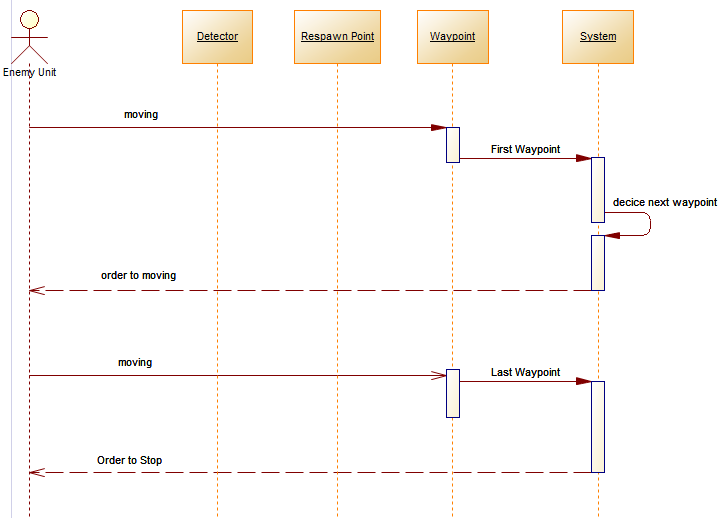 Enemy Unit
Detector
Respawn Point
Waypoint
System
moving
First Waypoint
decice next waypoint
order to moving
moving
Last Waypoint
Order to Stop